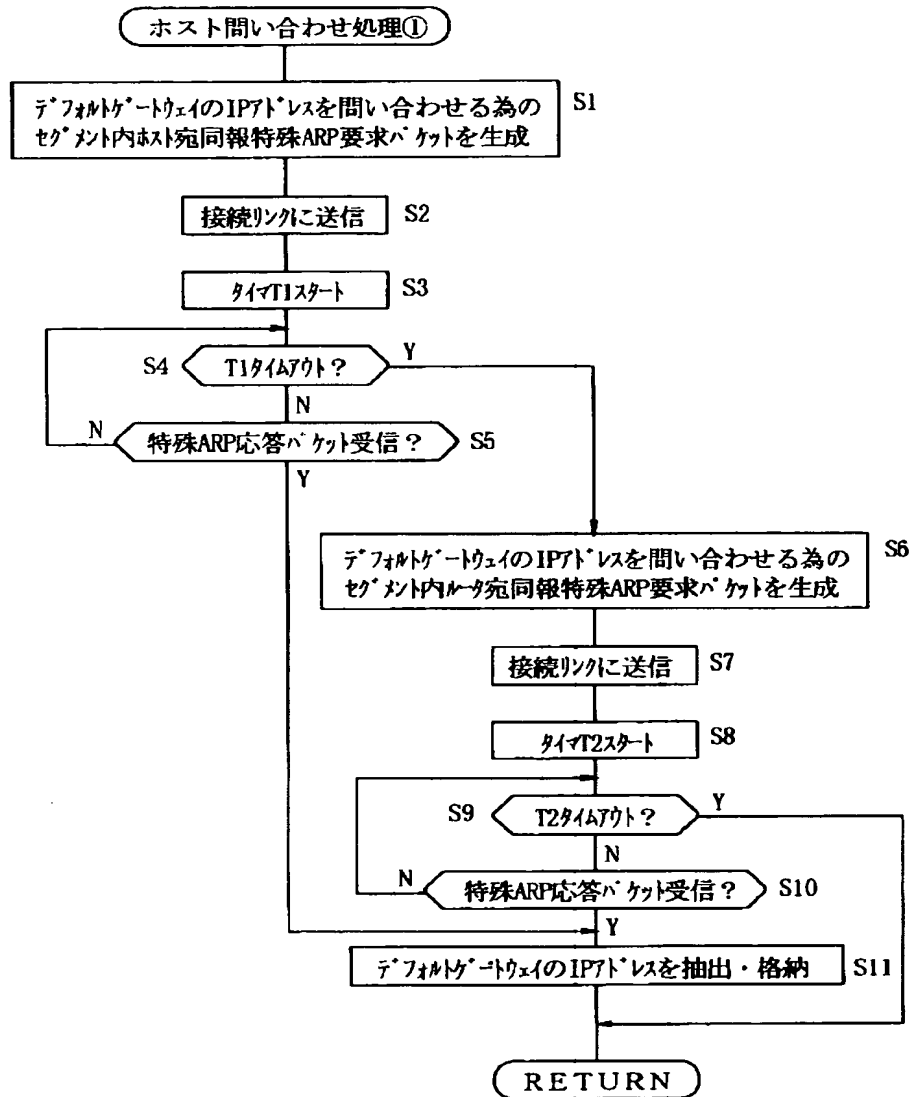 ホスト問い合わせ処理①
デフォルトゲートウェイのIPアドレスを問い合わせる為の
セグメント内ホスト宛同報特殊ARP要求パケットを生成
S1
接続リンクに送信
S2
タイマT1スタート
S3
S4
T1タイムアウト？
Y
N
N
特殊ARP応答パケット受信？
S5
Y
デフォルトゲートウェイのIPアドレスを問い合わせる為の
セグメント内ルータ宛同報特殊ARP要求パケットを生成
S6
接続リンクに送信
S7
タイマT2スタート
S8
S9
T2タイムアウト？
Y
N
N
特殊ARP応答パケット受信？
S10
Y
デフォルトゲートウェイのIPアドレスを抽出・格納
S11
RETURN